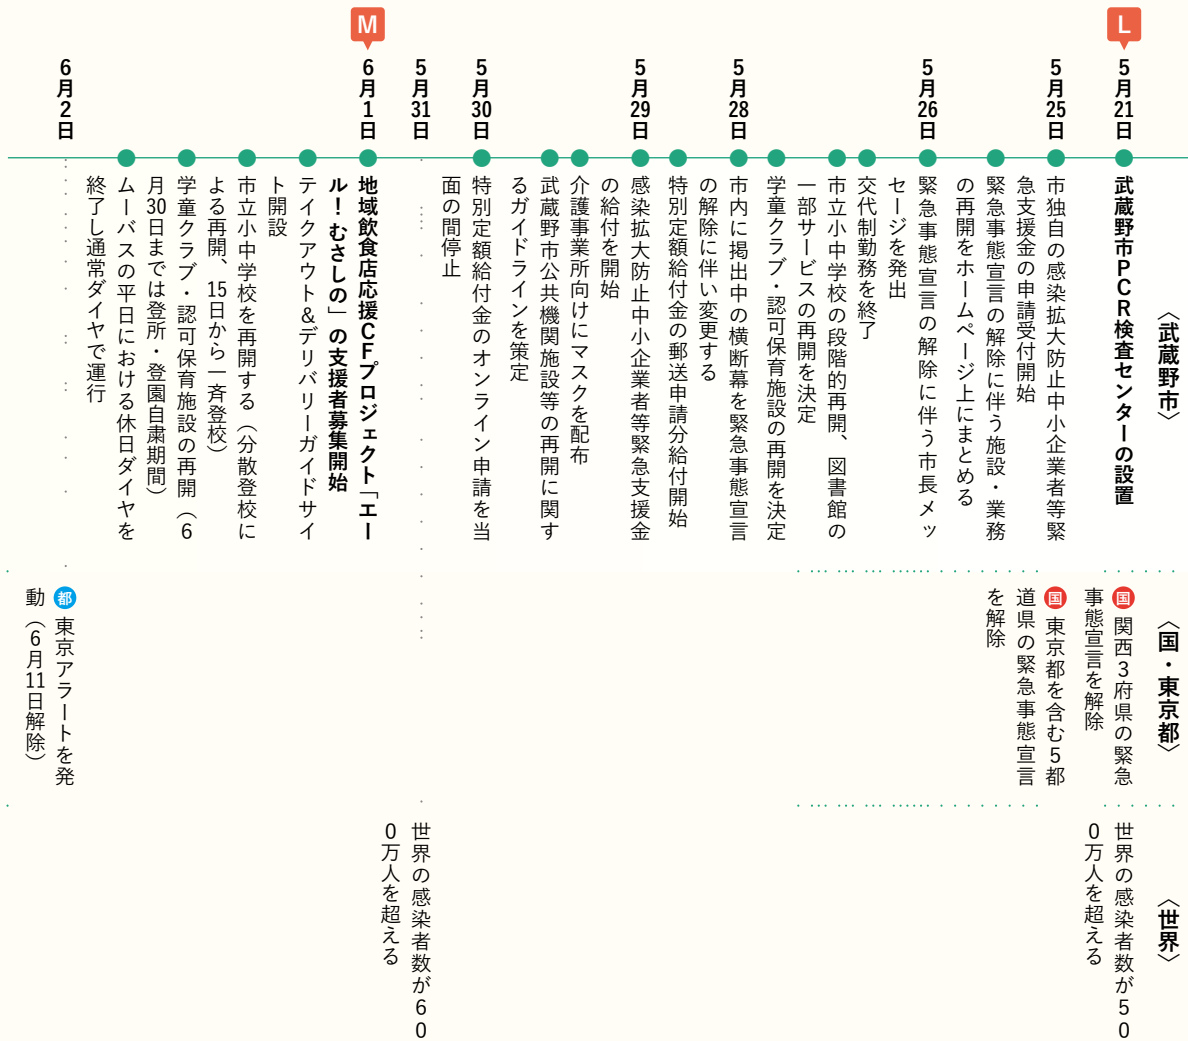 〈武蔵野市〉
〈国・東京都〉
〈世界〉
L
5月21日
武蔵野市PCR検査センターの設置
国 関西3府県の緊急
事態宣言を解除
世界の感染者数が50
0万人を超える
5月25日
市独自の感染拡大防止中小企業者等緊
急支援金の申請受付開始
緊急事態宣言の解除に伴う施設・業務
の再開をホームページ上にまとめる
国 東京都を含む5都
道県の緊急事態宣言
を解除
5月26日
緊急事態宣言の解除に伴う市長メッ
セージを発出
交代制勤務を終了
市立小中学校の段階的再開、図書館の
一部サービスの再開を決定
学童クラブ・認可保育施設の再開を決定
5月28日
市内に掲出中の横断幕を緊急事態宣言
の解除に伴い変更する
特別定額給付金の郵送申請分給付開始
5月29日
感染拡大防止中小企業者等緊急支援金
の給付を開始
介護事業所向けにマスクを配布
武蔵野市公共機関施設等の再開に関す
るガイドラインを策定
5月30日
特別定額給付金のオンライン申請を当
面の間停止
5月31日
世界の感染者数が60
0万人を超える
M
6月1日
地域飲食店応援CFプロジェクト「エー
ル!むさしの」の支援者募集開始
テイクアウト&デリバリーガイドサイ
ト開設
市立小中学校を再開する(分散登校に
よる再開、15日から一斉登校)
学童クラブ・認可保育施設の再開(6
月30日までは登所・登園自粛期間)
ムーバスの平日における休日ダイヤを
終了し通常ダイヤで運行
6月2日
都 東京アラートを発
動(6月11日解除)